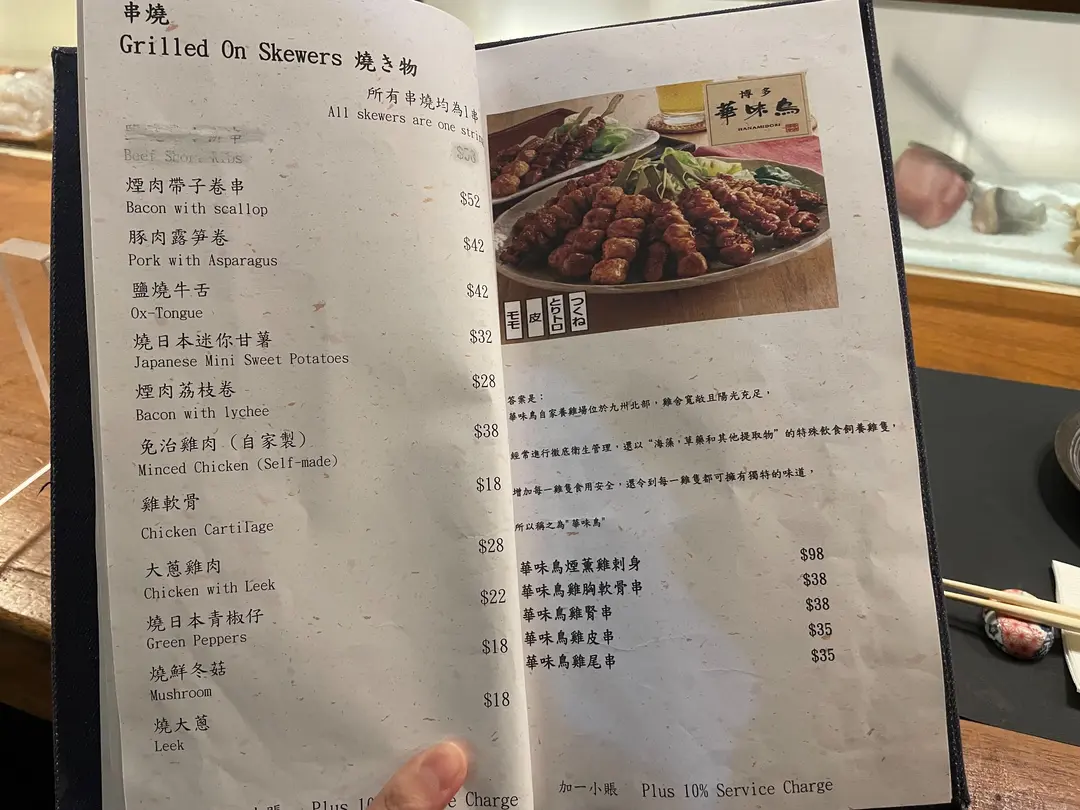 串燒
Grilled On Skewers 燒き物
所有串燒均為1串
All skewers are one strin
Beef Short Ribs
煙肉帶子卷串 $52
Bacon with scallop
豚肉露笋卷 $42
Pork with Asparagus
鹽燒牛舌 $42
Ox-Tongue
燒日本迷你甘薯 $32
Japanese Mini Sweet Potatoes
煙肉荔枝卷 $28
Bacon with lychee
免治雞肉（自家製） $38
Minced Chicken (Self-made)
雞軟骨 $18
Chicken Cartilage
大蔥雞肉 $28
Chicken with Leek
燒日本青椒仔 $22
Green Peppers
燒鮮冬菇 $18
Mushroom
燒大蔥 $18
Leek
小賬 Plus 10 e Charge
博多
華味鳥
HANAMIDORI
モモ
皮
とりトロ
つくね
答案是：
華味鳥自家養雞場位於九州北部，雞舍寬敞且陽光充足，
經常進行徹底衛生管理，還以“海藻，草藥和其他提取物”的特殊飲食飼養雞隻，
增加每一雞隻食用安全，還令到每一雞隻都可擁有獨特的味道，
所以稱之為"華味鳥"
華味鳥煙薰雞刺身 $98
華味鳥雞胸軟骨串 $38
華味鳥雞腎串 $38
華味鳥雞皮串 $35
華味鳥雞尾串 $35
加一小賬 Plus 10% Service Charge